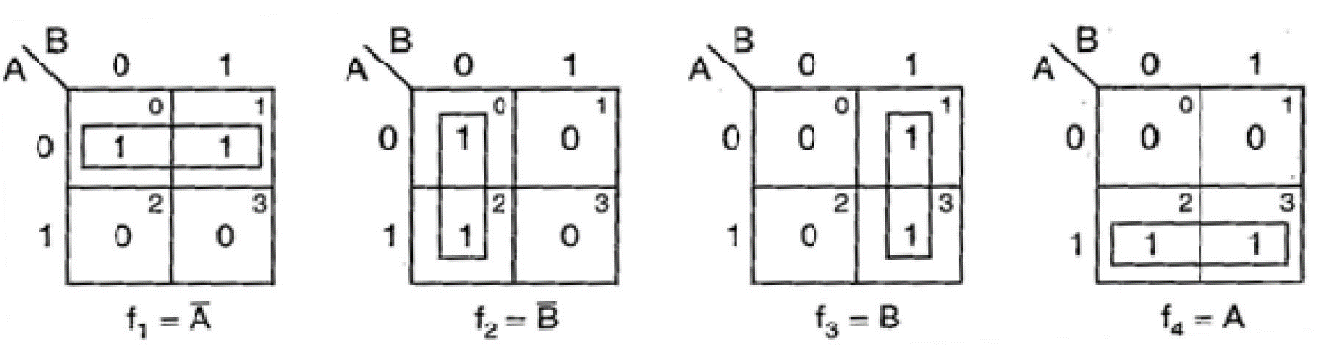 B B B B
A 0 1 A 0 1 A 0 1 A 0 1
0 1 0 1 0 1 0 1
0 1 1 0 1 0 0 0 1 0 0 0
2 3 2 3 2 3 2 3
1 0 0 1 1 0 1 0 1 1 1 1
f₁ = A̅ f₂ = B̅ f₃ = B f₄ = A